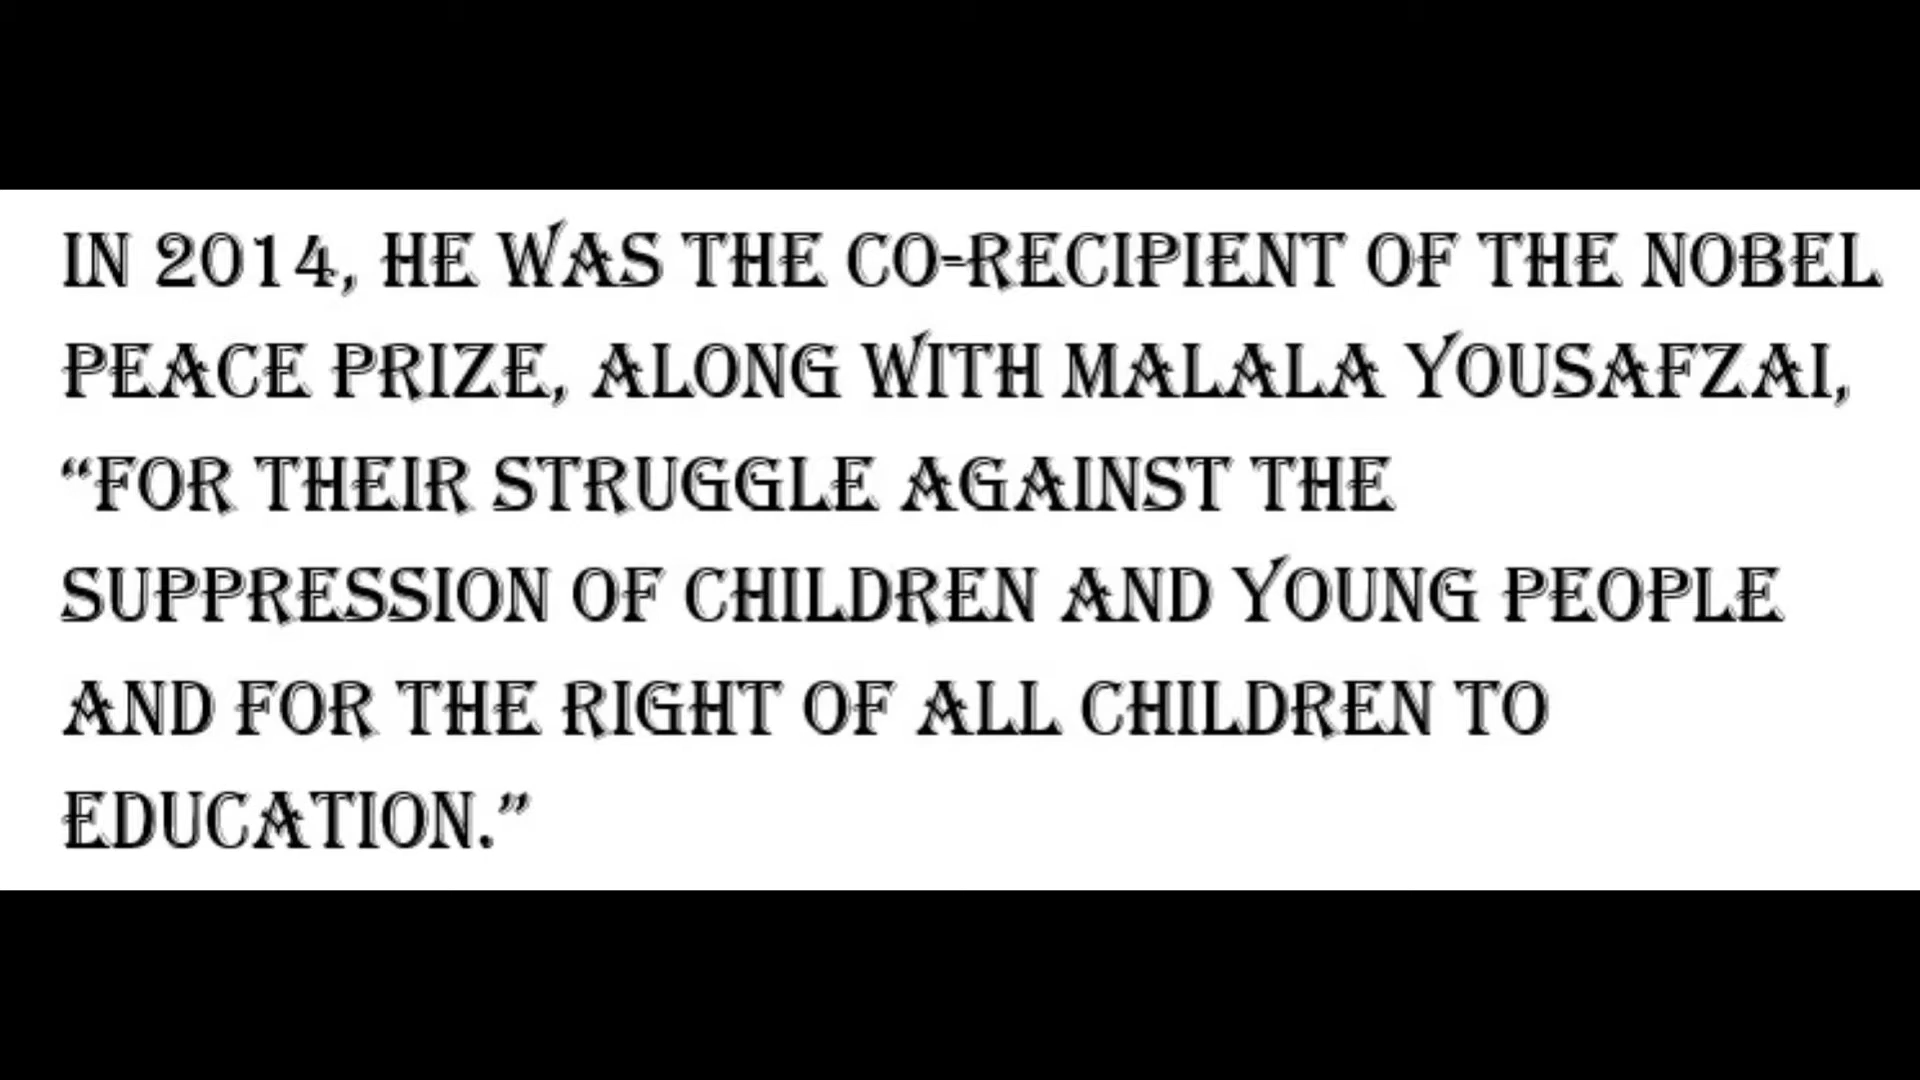 IN 2014, HE WAS THE CO-RECIPIENT OF THE NOBEL
PEACE PRIZE, ALONG WITH MALALA YOUSAFZAI,
“FOR THEIR STRUGGLE AGAINST THE
SUPPRESSION OF CHILDREN AND YOUNG PEOPLE
AND FOR THE RIGHT OF ALL CHILDREN TO
EDUCATION.”